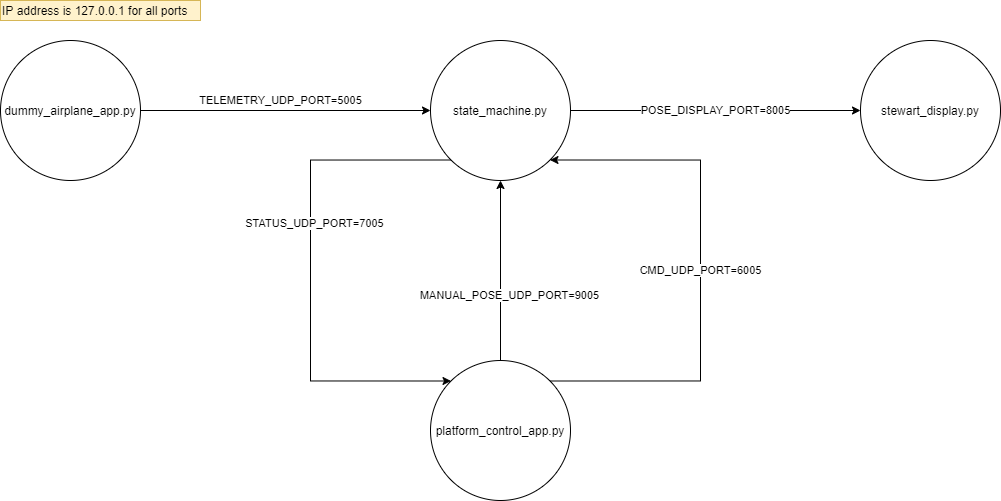 IP address is 127.0.0.1 for all ports
dummy_airplane_app.py
TELEMETRY_UDP_PORT=5005
state_machine.py
POSE_DISPLAY_PORT=8005
stewart_display.py
STATUS_UDP_PORT=7005
CMD_UDP_PORT=6005
MANUAL_POSE_UDP_PORT=9005
platform_control_app.py